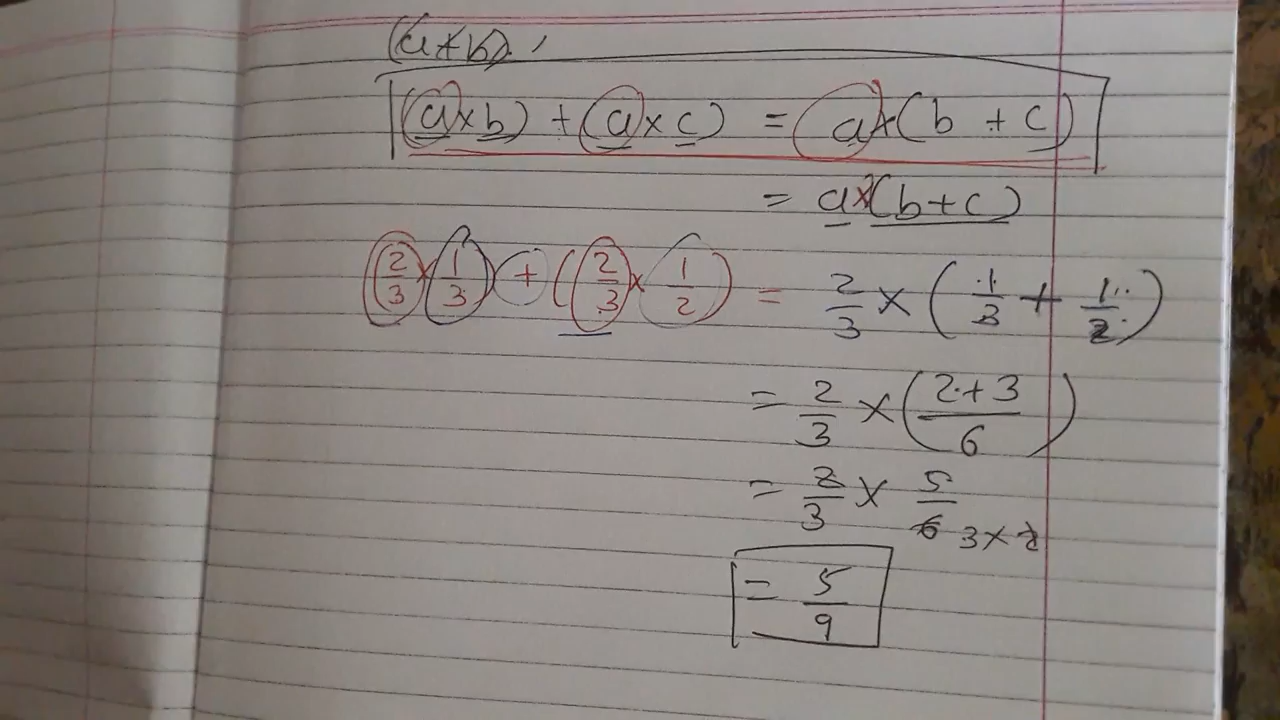 (a+b)
(a×b) + (a×c) = a×(b + c)
= a×(b+c)
(2/3 × 1/3) + (2/3 × 1/2) = 2/3 × (1/3 + 1/2)
= 2/3 × (2+3/6)
= 2/3 × 5/6 3×2
= 5/9